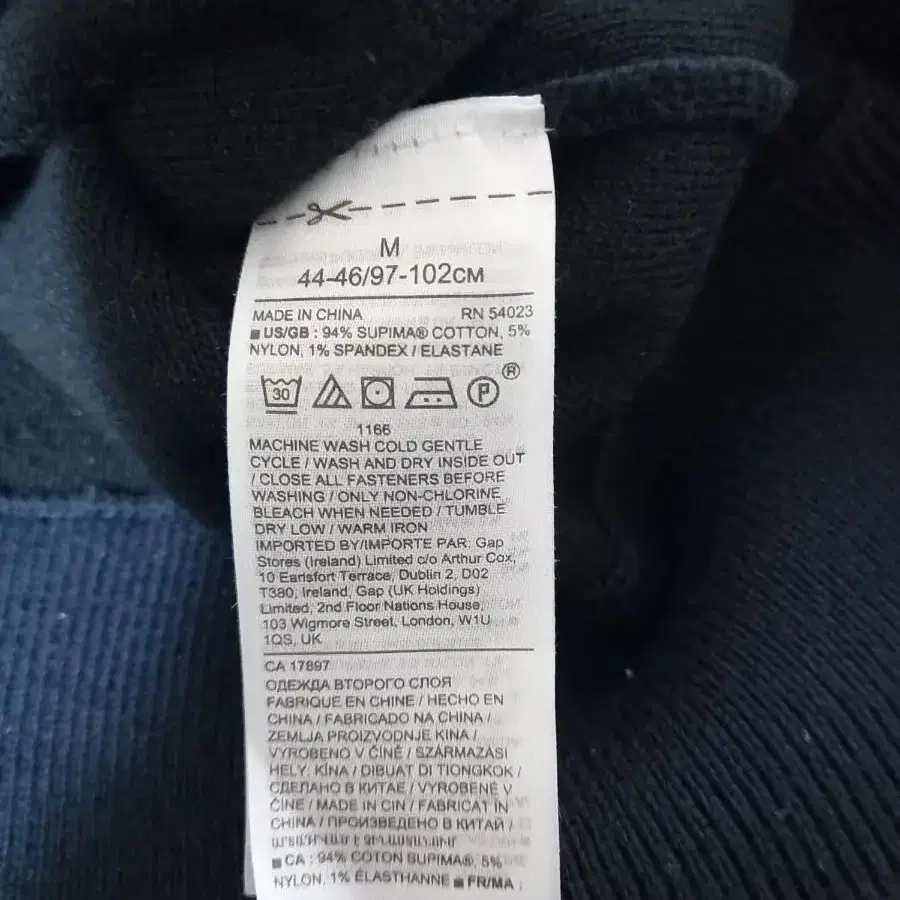 M
44-46/97-102см
MADE IN CHINA RN 54023
■ US/GB : 94% SUPIMA® COTTON, 5%
NYLON, 1% SPANDEX / ELASTANE
30 P ®
1166
MACHINE WASH COLD GENTLE
CYCLE / WASH AND DRY INSIDE OUT
/ CLOSE ALL FASTENERS BEFORE
WASHING / ONLY NON-CHLORINE
BLEACH WHEN NEEDED / TUMBLE
DRY LOW / WARM IRON
IMPORTED BY/IMPORTE PAR: Gap
Stores (Ireland) Limited c/o Arthur Cox,
10 Earlsfort Terrace, Dublin 2, D02
T380, Ireland, Gap (UK Holdings)
Limited, 2nd Floor Nations House,
103 Wigmore Street, London, W1U
1QS, UK
CA 17897
ОДЕЖДА ВТОРОГО СЛОЯ
FABRIQUE EN CHINE / HECHO EN
CHINA / FABRICADO NA CHINA /
ZEMLJA PROIZVODNJE KINA /
VYROBENO V ČÍNĚ / SZÁRMAZÁSI
HELY: KÍNA / DIBUAT DI TIONGKOK /
СДЕЛАНО В КИТАЕ / VYROBENÉ V
ČÍNE / MADE IN CIN / FABRICAT ÎN
CHINA / ПРОИЗВЕДЕНО В КИТАЙ /
■ CA : 94% COTON SUPIMA®, 5%
NYLON, 1% ÉLASTHANNE ■ FR/MA :